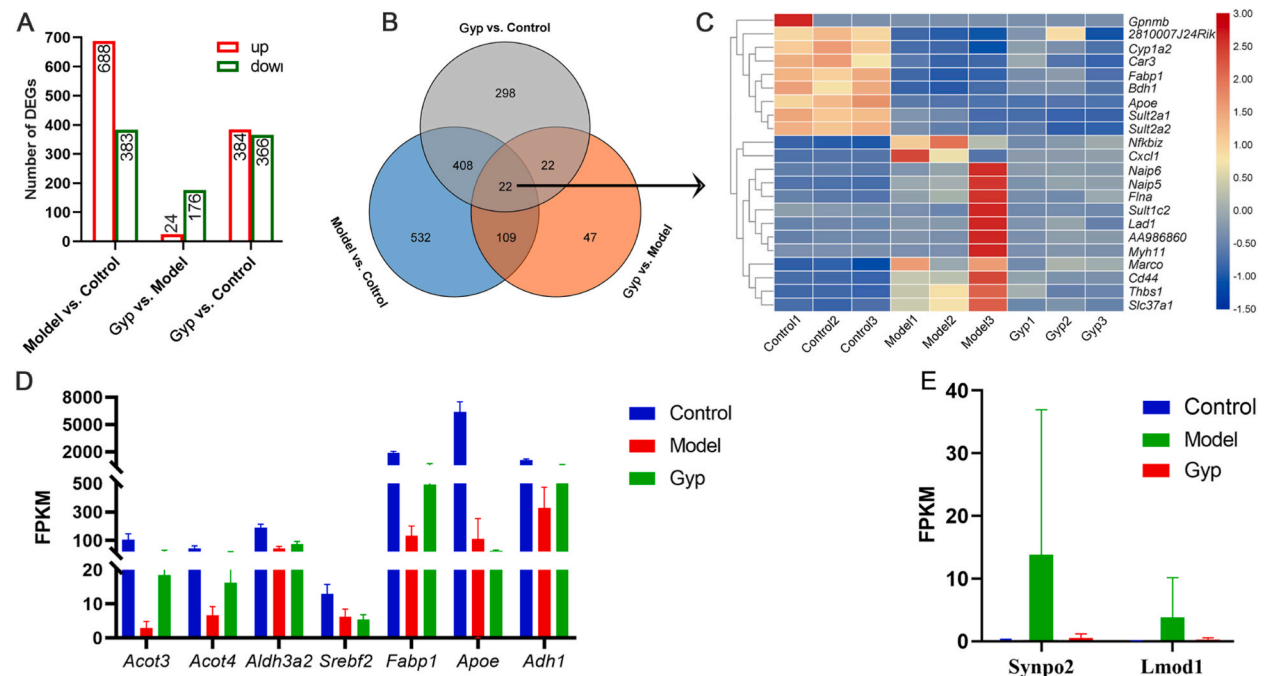 A
Number of DEGs
700
600
500
400
300
200
100
0
688
383
24
176
384
366
up
down
Moldel vs. Coltrol
Gyp vs. Model
Gyp vs. Control
B
Gyp vs. Control
298
408
22
22
532
109
47
Moldel vs. Coltrol
Gyp vs. Model
C
Gpnmb
2810007J24Rik
Cyp1a2
Car3
Fabp1
Bdh1
Apoe
Sult2a1
Sult2a2
Nfkbiz
Cxcl1
Naip6
Naip5
Flna
Sult1c2
Lad1
AA986860
Myh11
Marco
Cd44
Thbs1
Slc37a1
Control1 Control2 Control3 Model1 Model2 Model3 Gyp1 Gyp2 Gyp3
3.00
2.50
2.00
1.50
1.00
0.50
0.00
-0.50
-1.00
-1.50
D
FPKM
8000
5000
2000
500
300
100
20
10
0
Control
Model
Gyp
Acot3 Acot4 Aldh3a2 Srebf2 Fabp1 Apoe Adh1
E
FPKM
40
30
20
10
0
Control
Model
Gyp
Synpo2 Lmod1